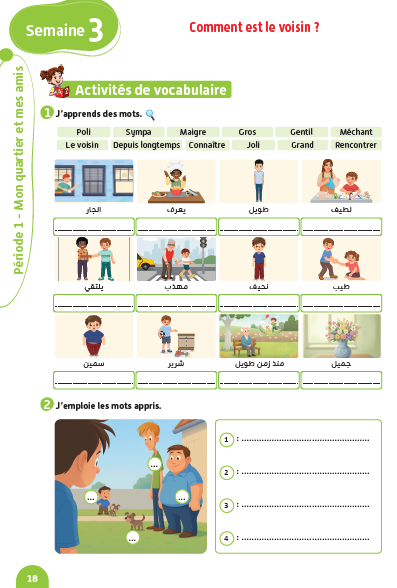 Semaine 3
Comment est le voisin ?
Période 1 - Mon quartier et mes amis
Activités de vocabulaire
1 J'apprends des mots.
Poli Sympa Maigre Gros Gentil Méchant
Le voisin Depuis longtemps Connaître Joli Grand Rencontrer
الجار يعرف طويل لطيف
يلتقي مهذب نحيف طيب
سمين شرير منذ زمن طويل جميل
2 J'emploie les mots appris.
1 : ....................................................
2 : ....................................................
3 : ....................................................
4 : ....................................................
... ...
... ...
18